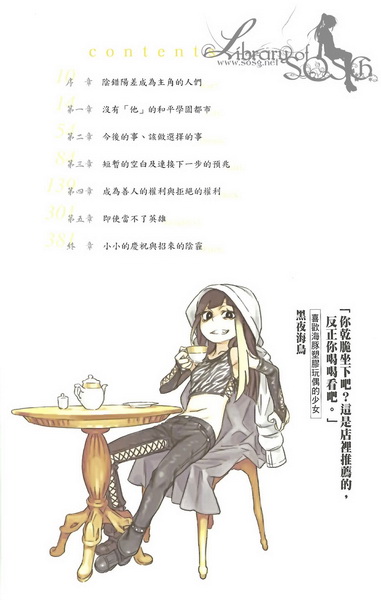 contents
Library of
www.sosg.net
SOSG.
10
序 章 陰錯陽差成為主角的人們
第一章 沒有「他」的和平學園都市
第二章 今後的事、該做選擇的事
第三章 短暫的空白及連接下一步的預兆
第四章 成為善人的權利與拒絕的權利
第五章 即使當不了英雄
終 章 小小的慶祝與招來的陰霾
「你乾脆坐下吧？這是店裡推薦的，
反正你喝喝看吧。」
喜歡海豚塑膠玩偶的少女
黑夜海鳥